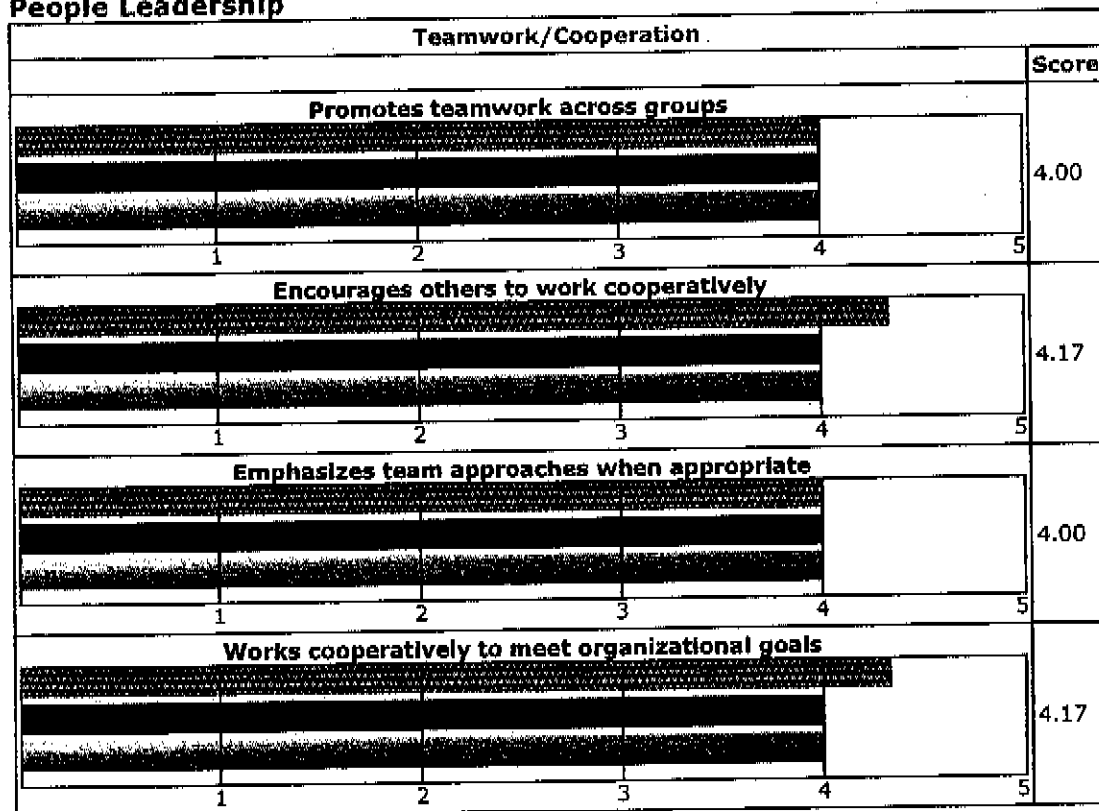 People Leadership
Teamwork/Cooperation
Score
Promotes teamwork across groups
4.00
1 2 3 4 5
Encourages others to work cooperatively
4.17
1 2 3 4 5
Emphasizes team approaches when appropriate
4.00
1 2 3 4 5
Works cooperatively to meet organizational goals
4.17
1 2 3 4 5